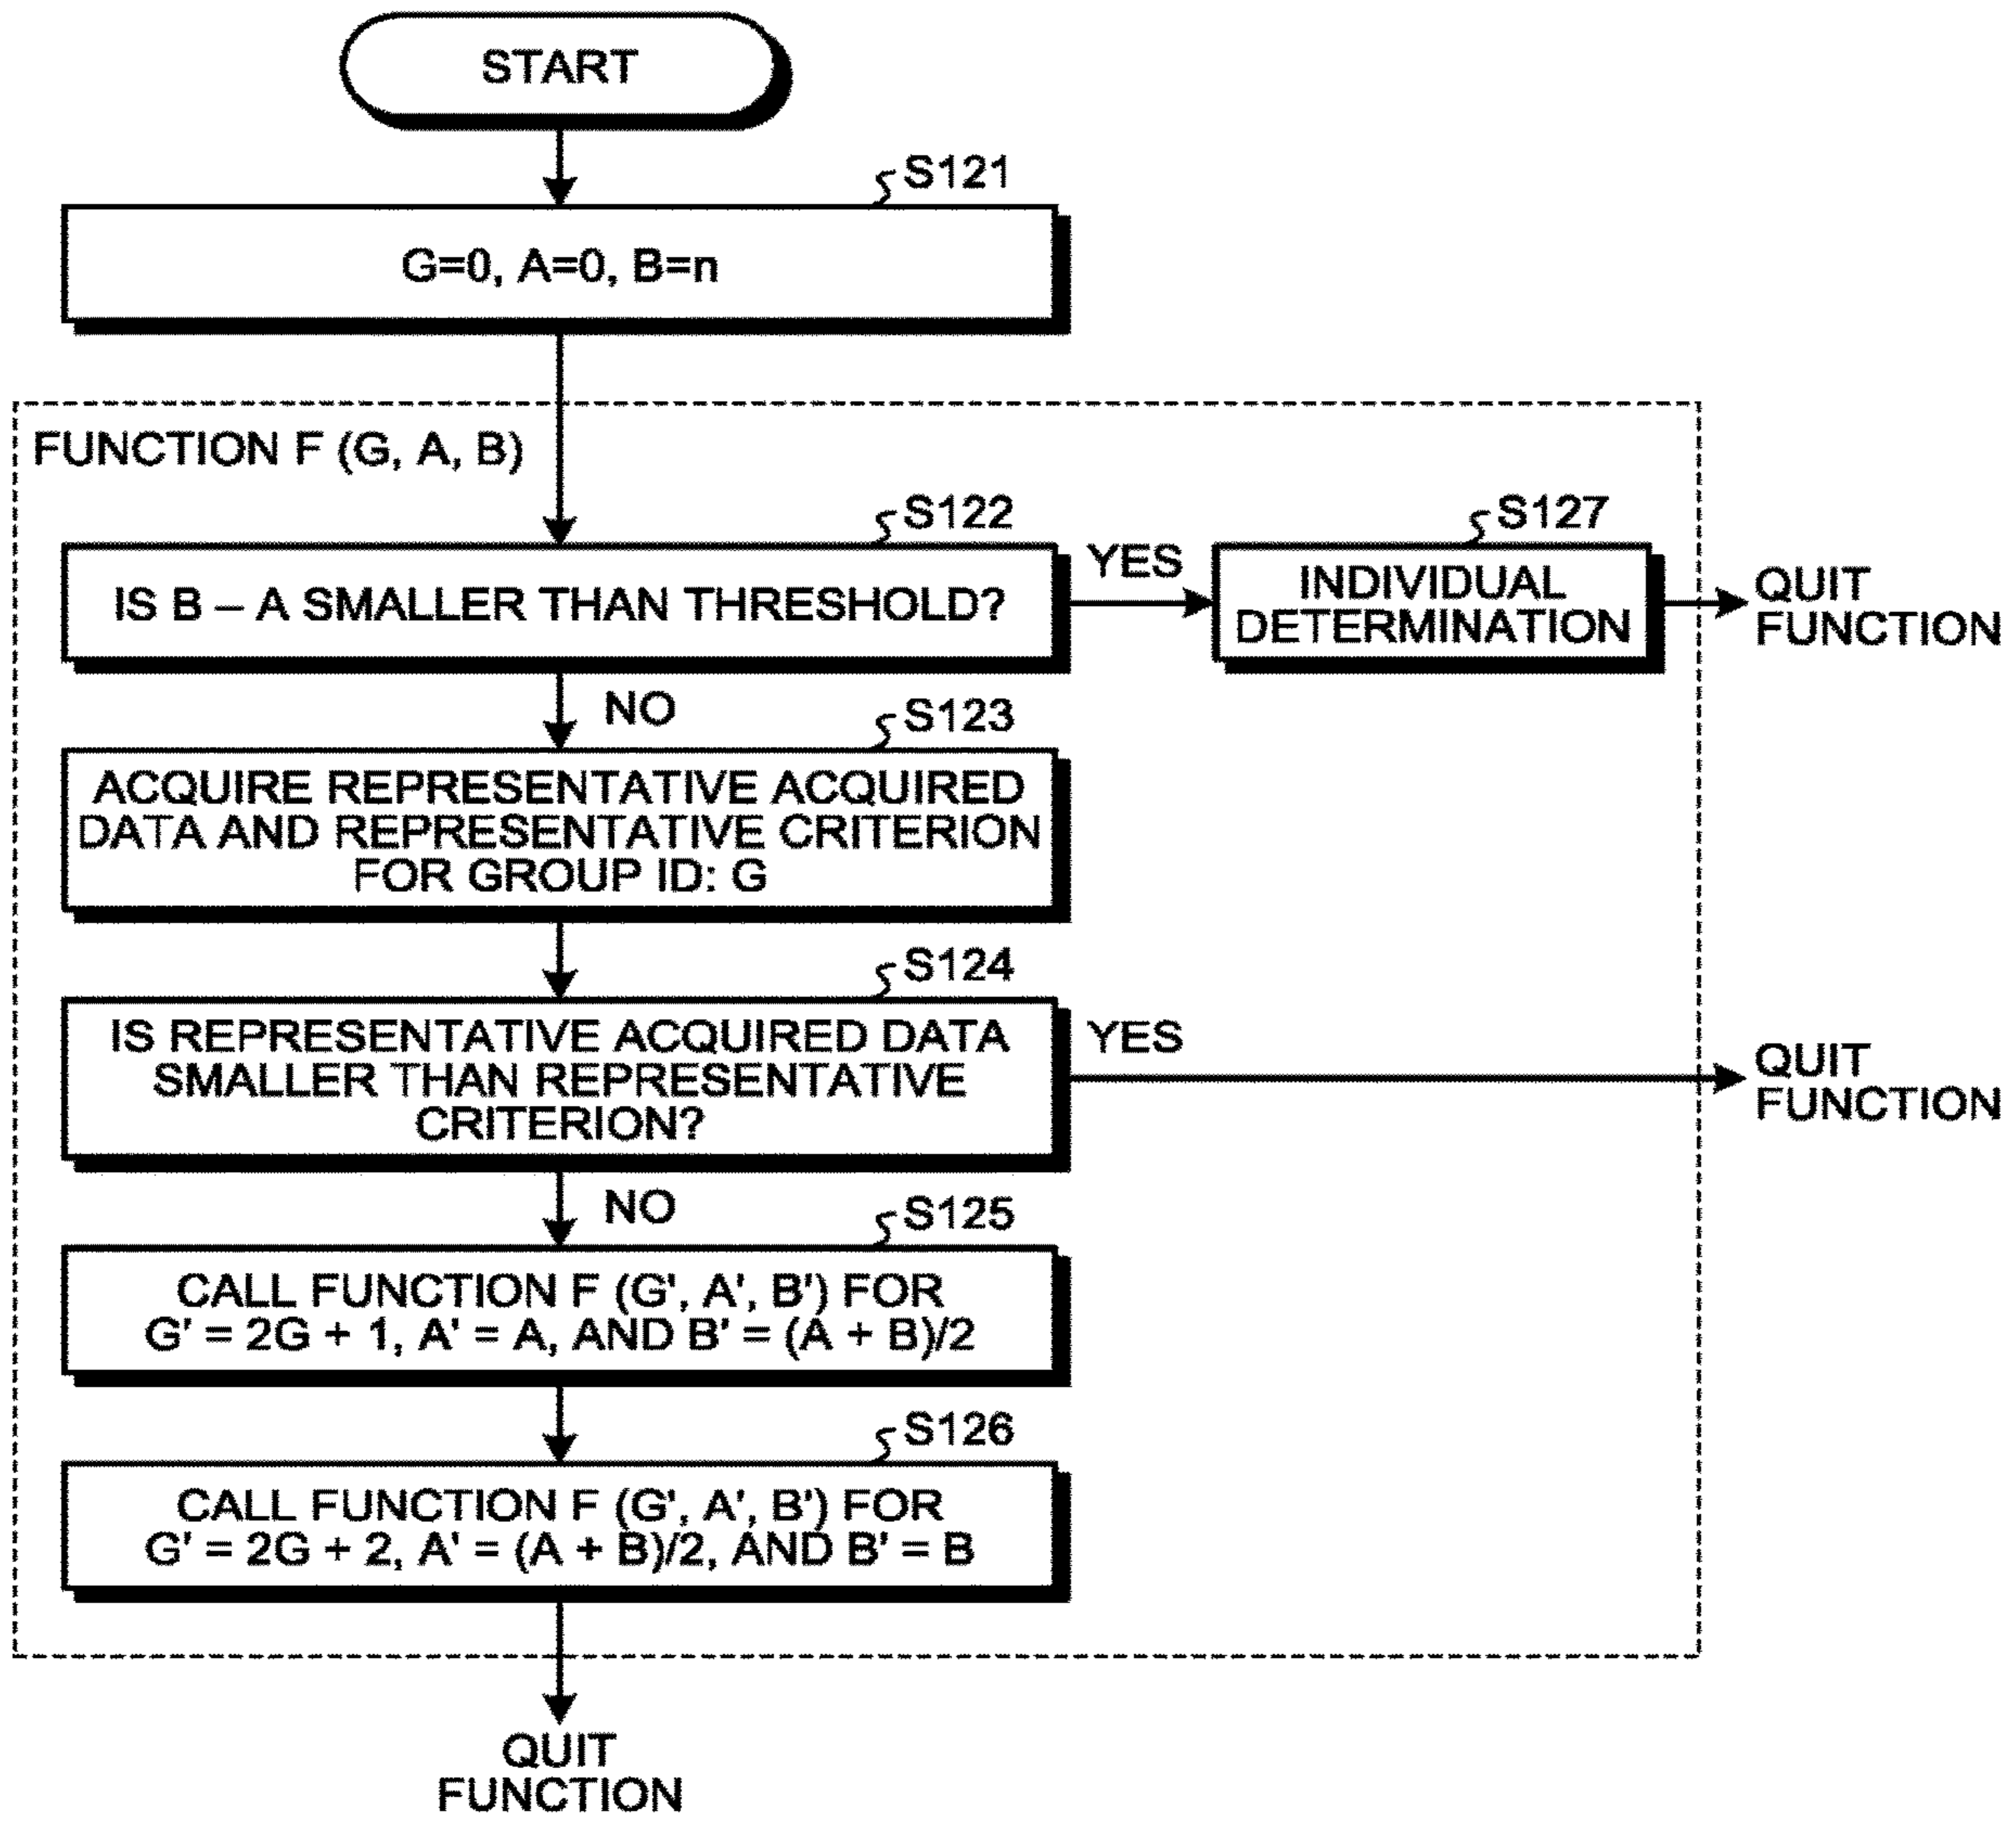 START
S121
G=0, A=0, B=n
FUNCTION F (G, A, B)
S122
IS B – A SMALLER THAN THRESHOLD?
YES
S127
INDIVIDUAL
DETERMINATION
QUIT
FUNCTION
NO
S123
ACQUIRE REPRESENTATIVE ACQUIRED
DATA AND REPRESENTATIVE CRITERION
FOR GROUP ID: G
S124
IS REPRESENTATIVE ACQUIRED DATA
SMALLER THAN REPRESENTATIVE
CRITERION?
YES
QUIT
FUNCTION
NO
S125
CALL FUNCTION F (G', A', B') FOR
G' = 2G + 1, A' = A, AND B' = (A + B)/2
S126
CALL FUNCTION F (G', A', B') FOR
G' = 2G + 2, A' = (A + B)/2, AND B' = B
QUIT
FUNCTION